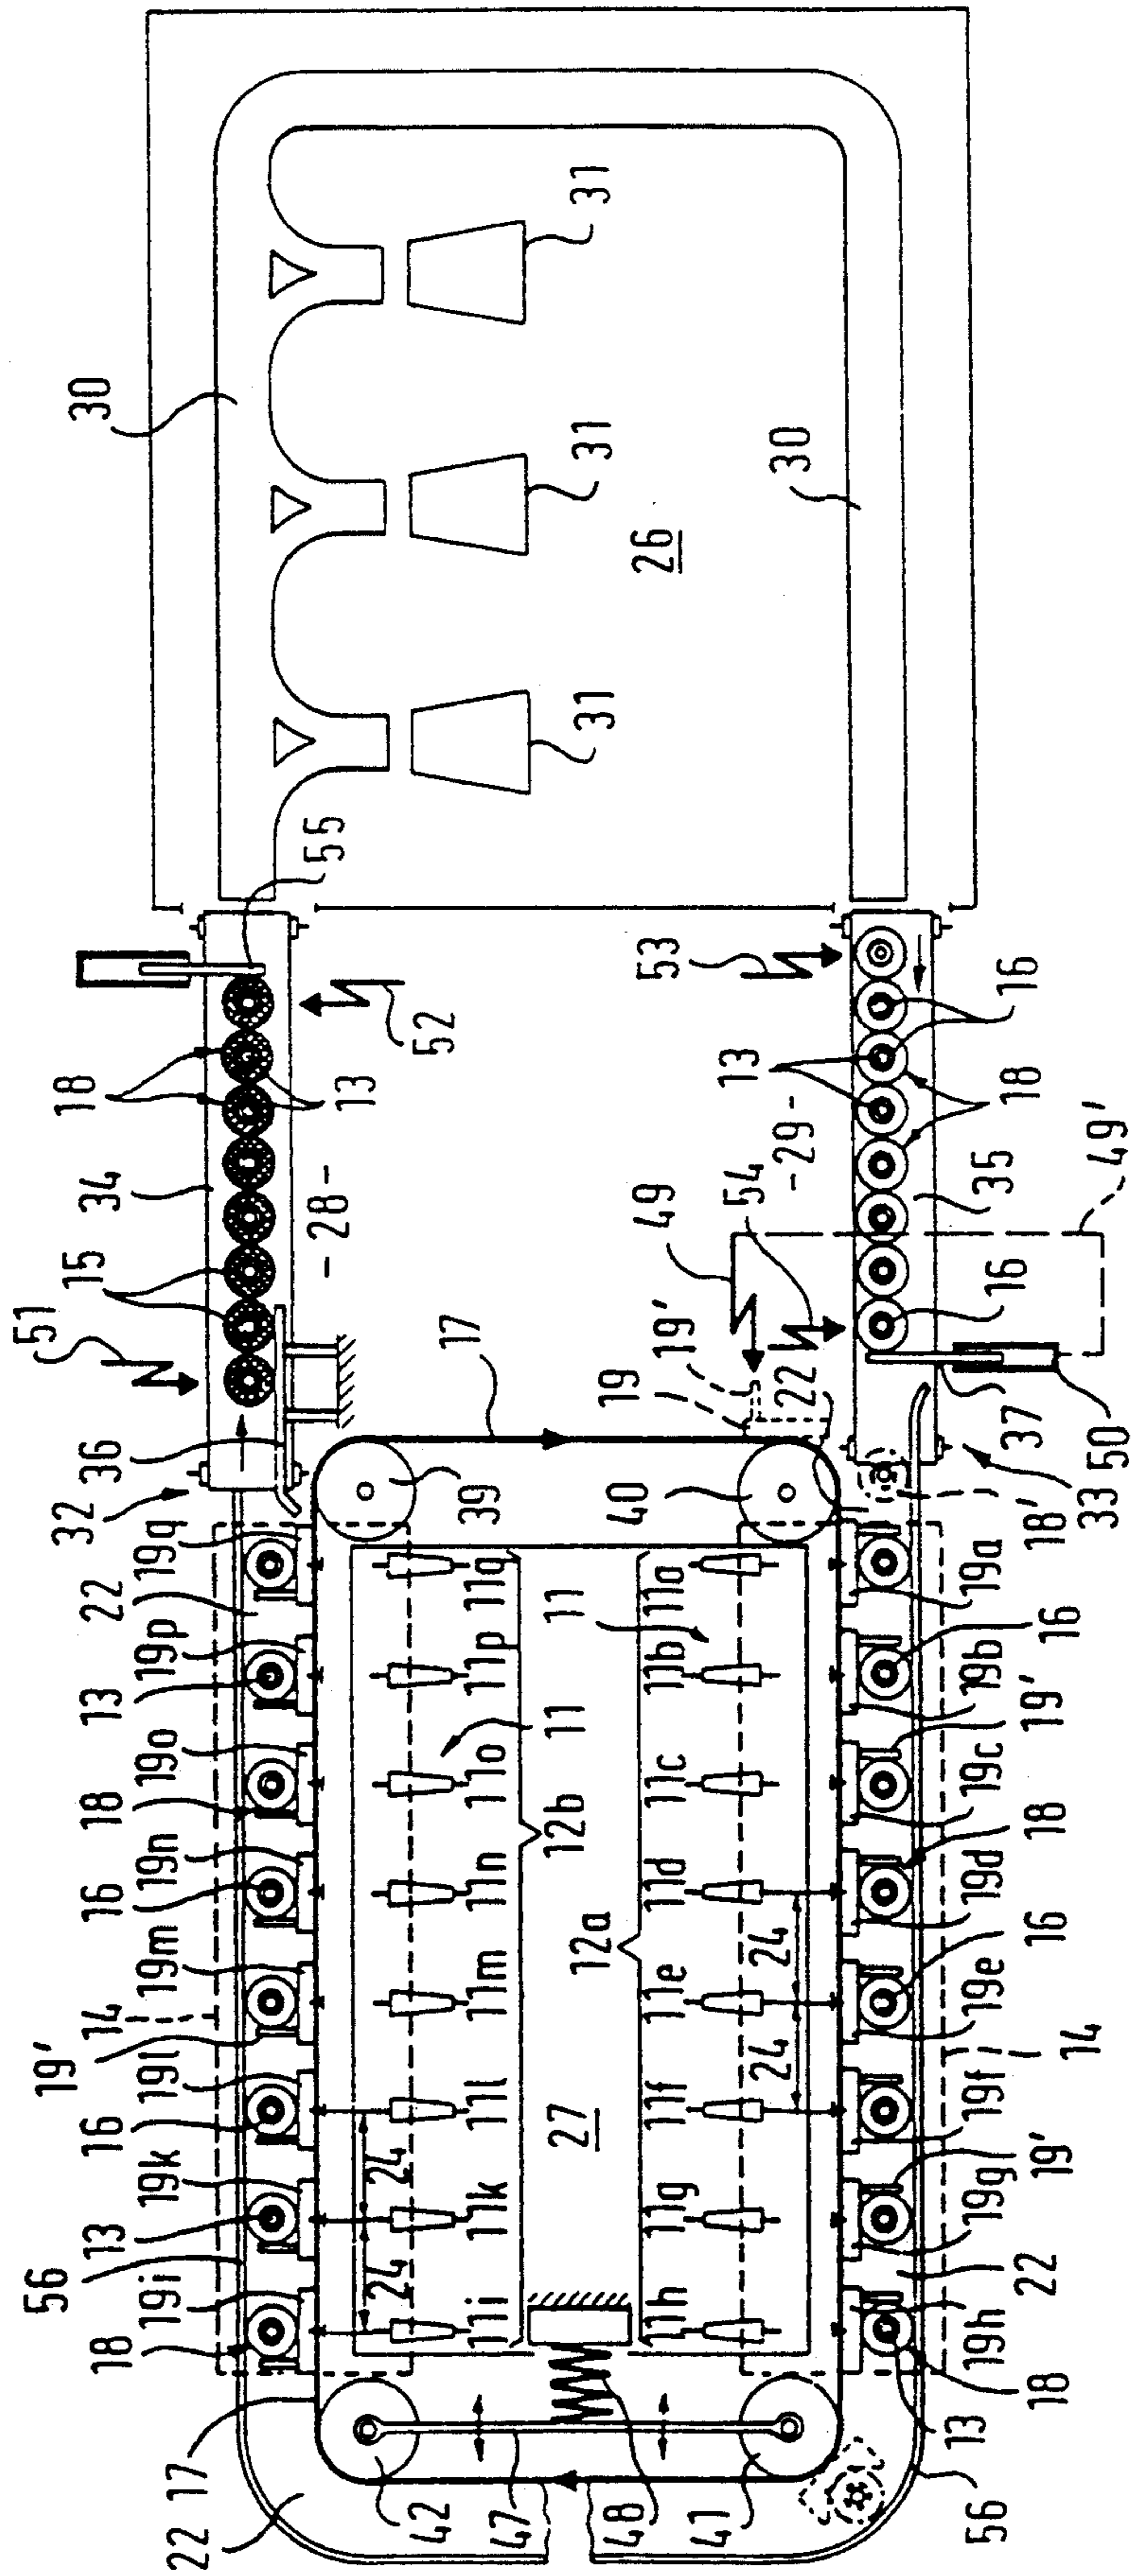 56
19'
51
30
18
19i
13
19k
16
19l
14
19m
16
19n
18
19o
13
19p
22
19q
32
36
15
34
18
22
17
24
24
- 28 -
13
55
42
39
52
47
11i
11k
11l
11m
11n
11o
11p
11q
12b
11
48
27
12a
31
31
31
41
11h
11g
11f
11e
11d
11c
11b
11a
11
19
19'
49
53
26
24
24
40
22
54
13
- 29 -
30
56
13
18
19h
22
19g
19'
19f
14
19e
16
19d
18
19c
19'
19b
16
19a
18'
33
37
50
16
35
18
16
49'